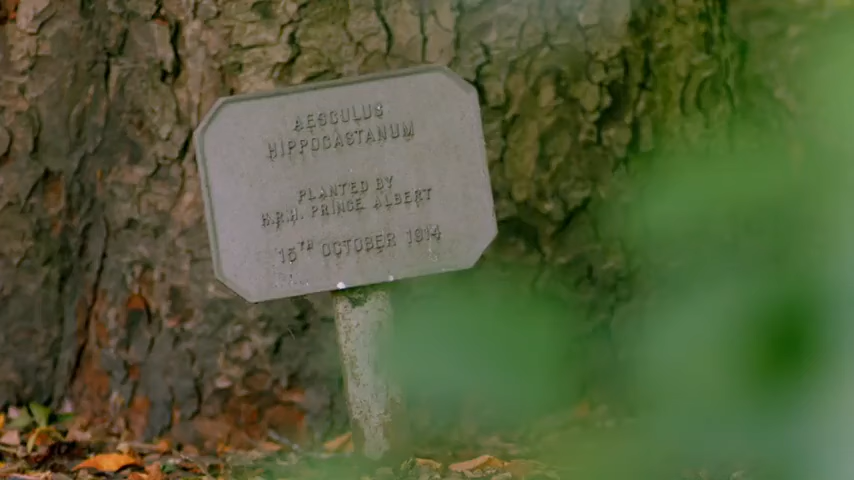 AESCULUS
HIPPOCASTANUM
PLANTED BY
H.R.H. PRINCE ALBERT
15TH OCTOBER 1914